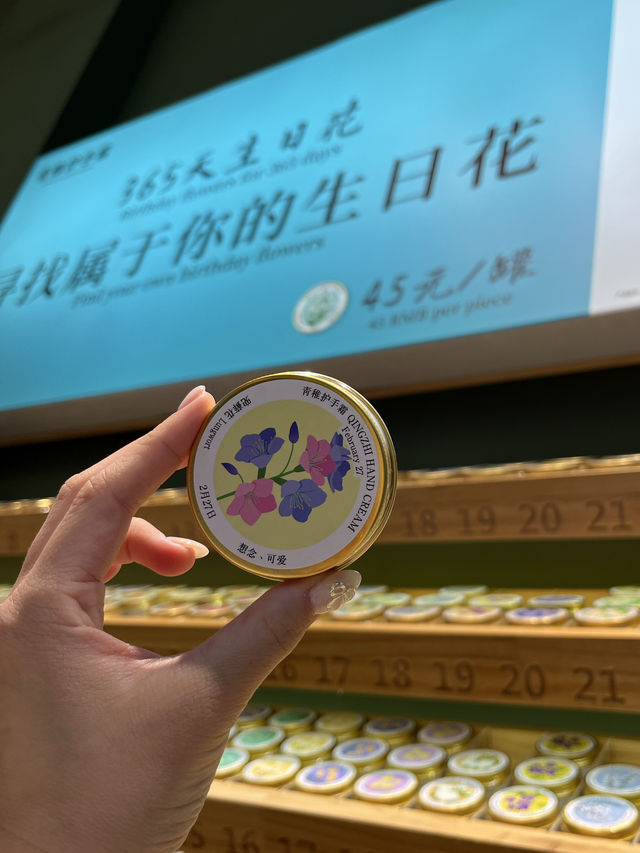 365天生日花
Birthday flowers for 365 days
寻找属于你的生日花
Find your own birthday flowers
45元/罐
45 RMB per piece
青稚护手霜 QINGZHI HAND CREAM
February 27
Lungwort
2月27日
想念、可爱
18 19 20 21
16 17 18 19 20 21
16 17